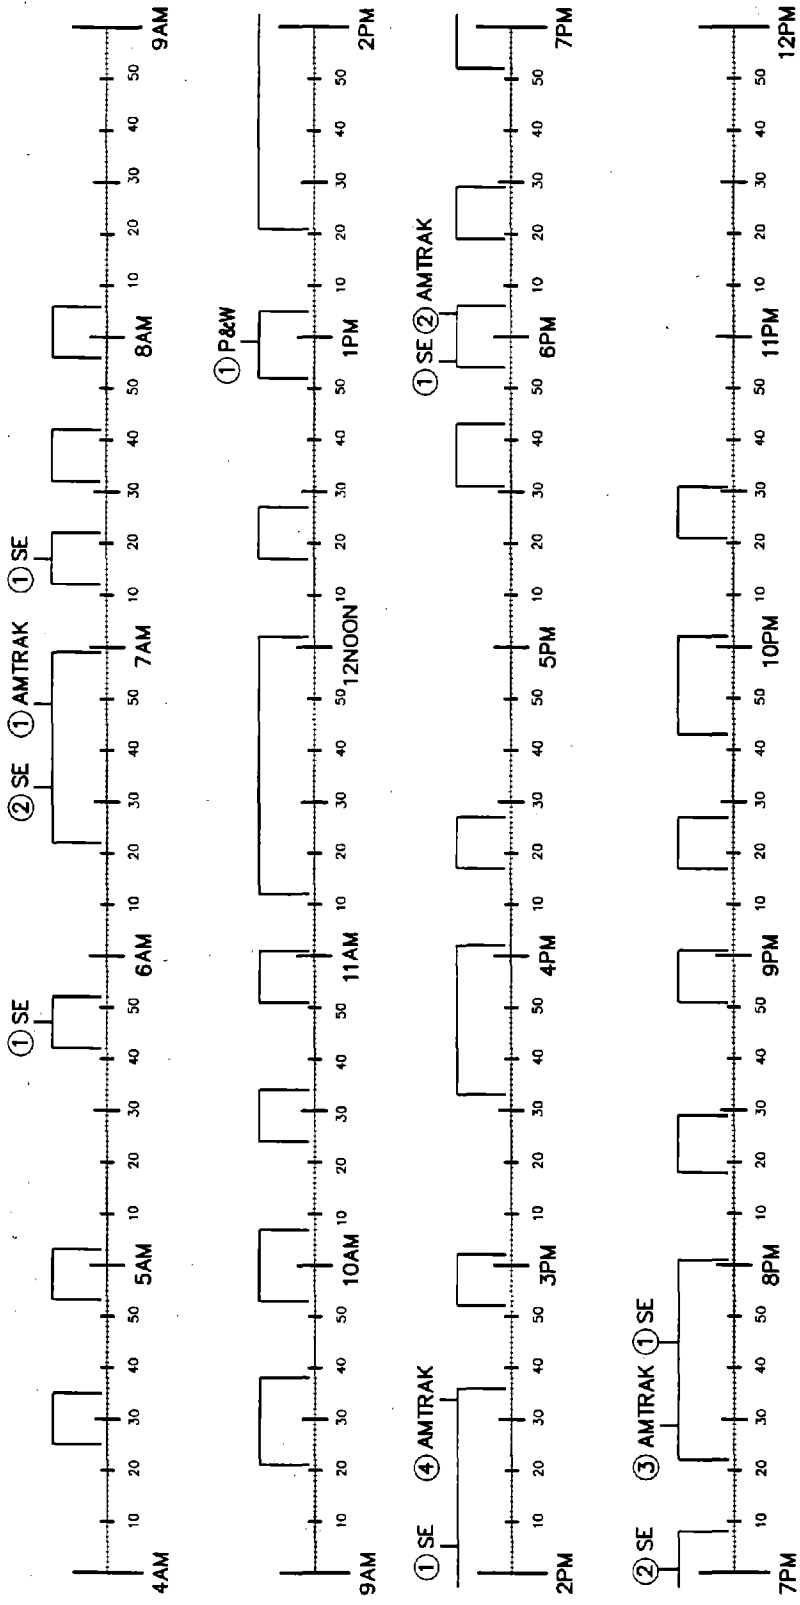 ① SE
② SE ① AMTRAK
① SE
4AM 10 20 30 40 50 5AM 10 20 30 40 50 6AM 10 20 30 40 50 7AM 10 20 30 40 50 8AM 10 20 30 40 50 9AM
① P&W
9AM 10 20 30 40 50 10AM 10 20 30 40 50 11AM 10 20 30 40 50 12NOON 10 20 30 40 50 1PM 10 20 30 40 50 2PM
① SE
④ AMTRAK
① SE ② AMTRAK
2PM 10 20 30 40 50 3PM 10 20 30 40 50 4PM 10 20 30 40 50 5PM 10 20 30 40 50 6PM 10 20 30 40 50 7PM
② SE
③ AMTRAK ① SE
7PM 10 20 30 40 50 8PM 10 20 30 40 50 9PM 10 20 30 40 50 10PM 10 20 30 40 50 11PM 10 20 30 40 50 12PM